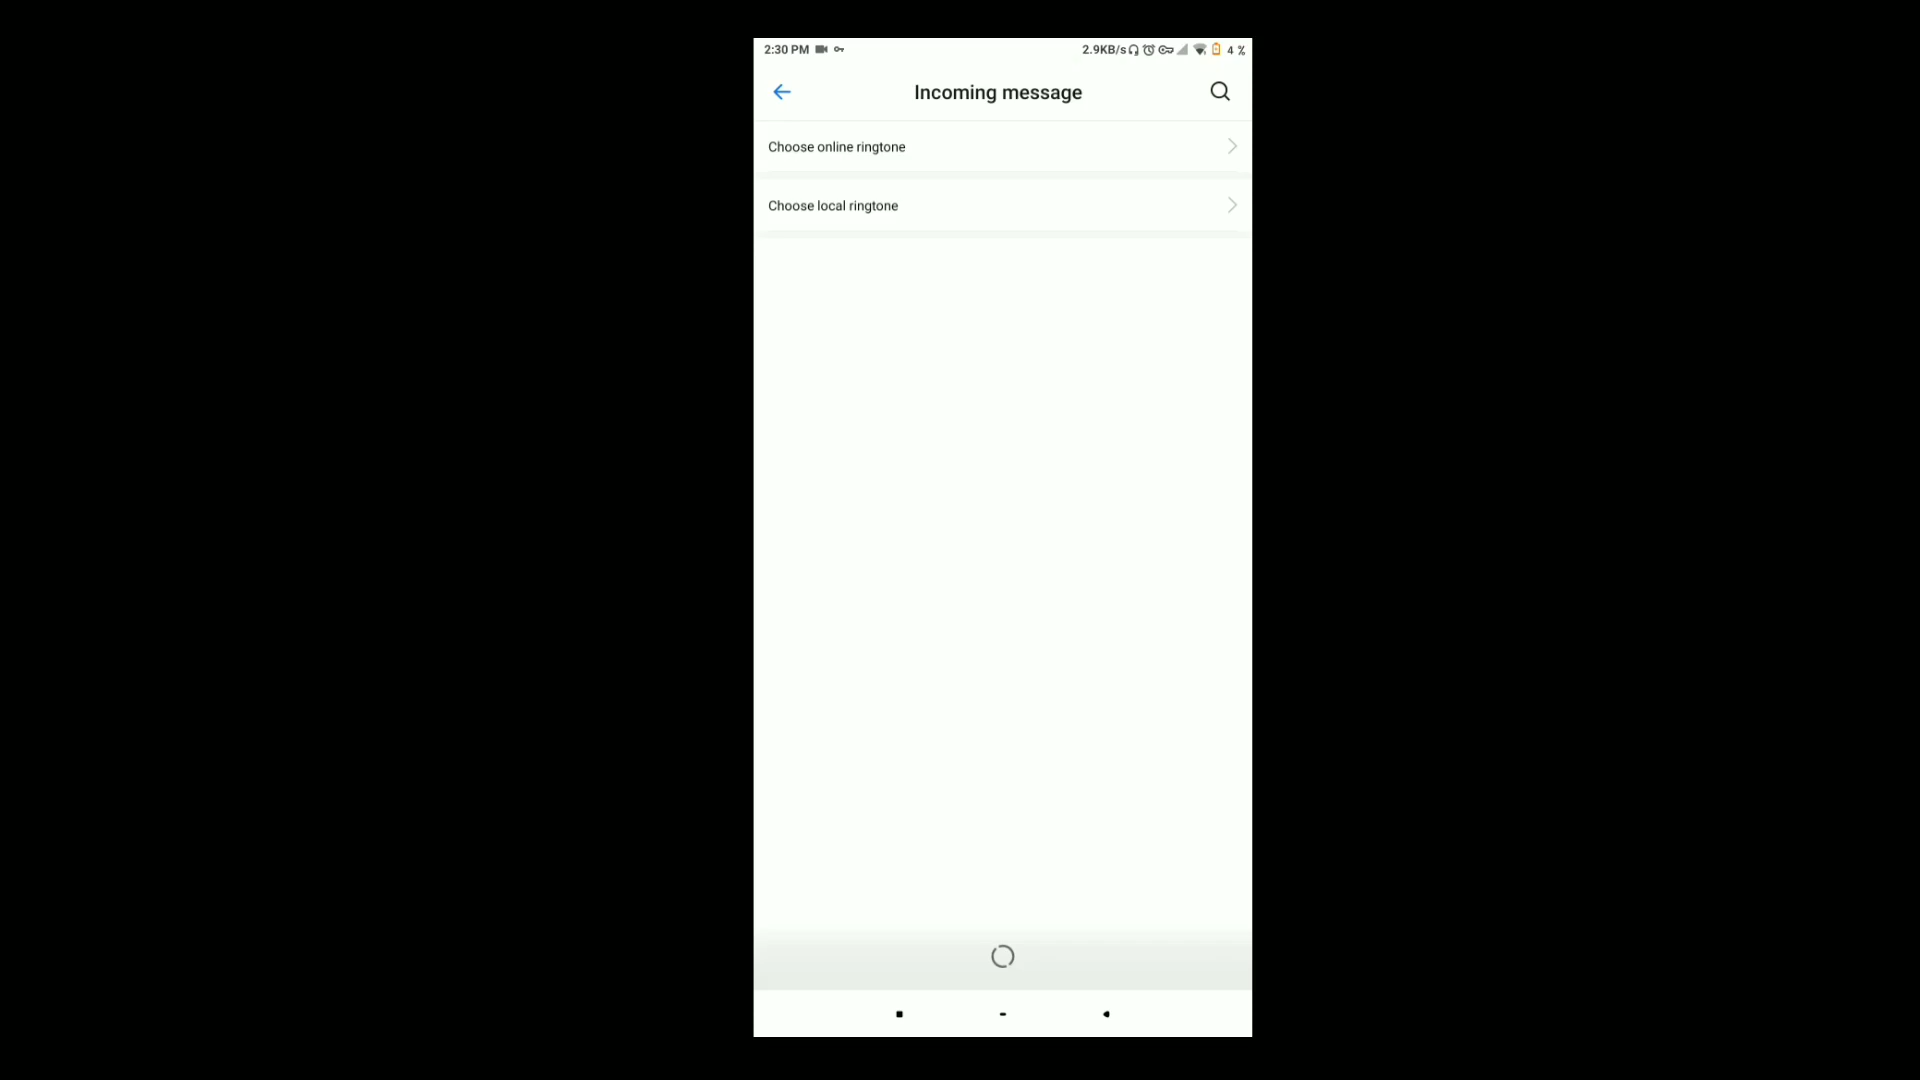 2:30 PM 2.9KB/s 4 %
Incoming message
Choose online ringtone
Choose local ringtone